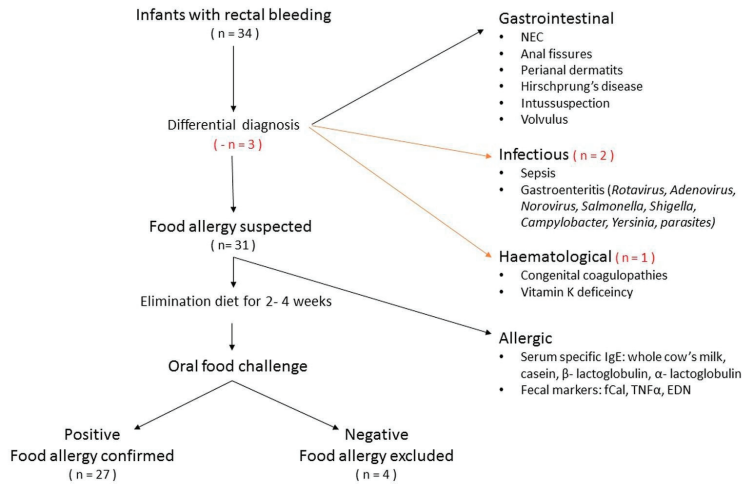 Infants with rectal bleeding
( n = 34)
Differential diagnosis
( - n = 3)
Food allergy suspected
( n= 31)
Elimination diet for 2- 4 weeks
Oral food challenge
Positive
Food allergy confirmed
( n = 27)
Negative
Food allergy excluded
( n = 4)
Gastrointestinal
• NEC
• Anal fissures
• Perianal dermatits
• Hirschprung's disease
• Intussuspection
• Volvulus
Infectious ( n = 2)
• Sepsis
• Gastroenteritis (Rotavirus, Adenovirus,
Norovirus, Salmonella, Shigella,
Campylobacter, Yersinia, parasites)
Haematological ( n = 1)
• Congenital coagulopathies
• Vitamin K deficeincy
Allergic
• Serum specific IgE: whole cow's milk,
casein, β- lactoglobulin, α- lactoglobulin
• Fecal markers: fCal, TNFα, EDN